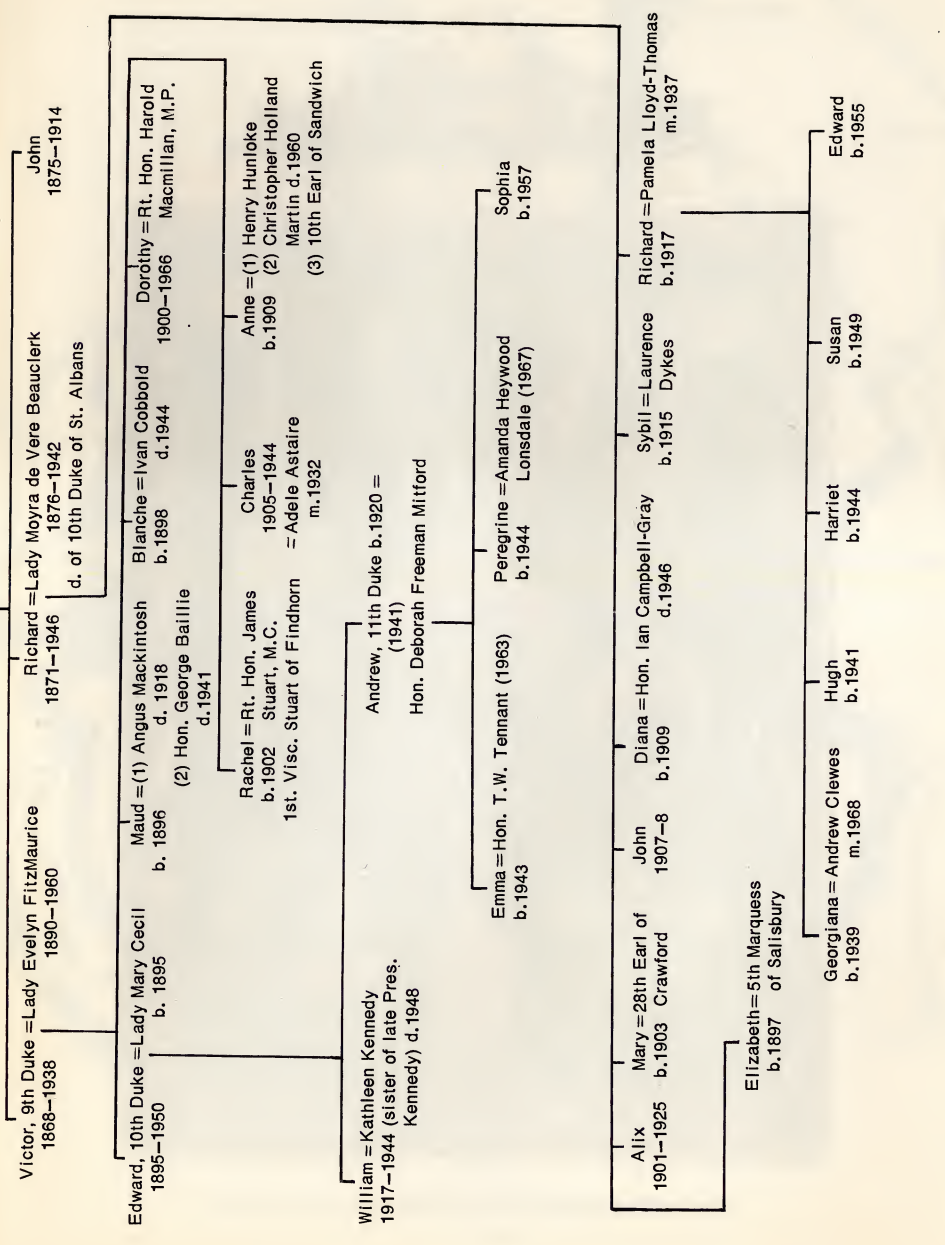 Victor, 9th Duke = Lady Evelyn FitzMaurice
1868–1938 1890–1960
Richard = Lady Moyra de Vere Beauclerk
1871–1946 1876–1942
d. of 10th Duke of St. Albans
John
1875–1914
Edward, 10th Duke = Lady Mary Cecil
1895–1950 b. 1895
Maud = (1) Angus Mackintosh
b. 1896 d. 1918
(2) Hon. George Baillie
d.1941
Blanche = Ivan Cobbold
b.1898 d.1944
Dorothy = Rt. Hon. Harold
1900–1966 Macmillan, M.P.
Rachel = Rt. Hon. James
b.1902 Stuart, M.C.
1st. Visc. Stuart of Findhorn
Charles
1905–1944
= Adele Astaire
m.1932
Anne = (1) Henry Hunloke
b.1909 (2) Christopher Holland
Martin d.1960
(3) 10th Earl of Sandwich
William = Kathleen Kennedy
1917–1944 (sister of late Pres.
Kennedy) d.1948
Andrew, 11th Duke b.1920 =
(1941)
Hon. Deborah Freeman Mitford
Emma = Hon. T.W. Tennant (1963)
b.1943
Peregrine = Amanda Heywood
b.1944 Lonsdale (1967)
Sophia
b.1957
Alix
1901–1925
Mary = 28th Earl of
b.1903 Crawford
John
1907–8
Diana = Hon. Ian Campbell-Gray
b.1909 d.1946
Sybil = Laurence
b.1915 Dykes
Richard = Pamela Lloyd-Thomas
b.1917 m.1937
Elizabeth = 5th Marquess
b.1897 of Salisbury
Georgiana = Andrew Clewes
b.1939 m.1968
Hugh
b.1941
Harriet
b.1944
Susan
b.1949
Edward
b.1955